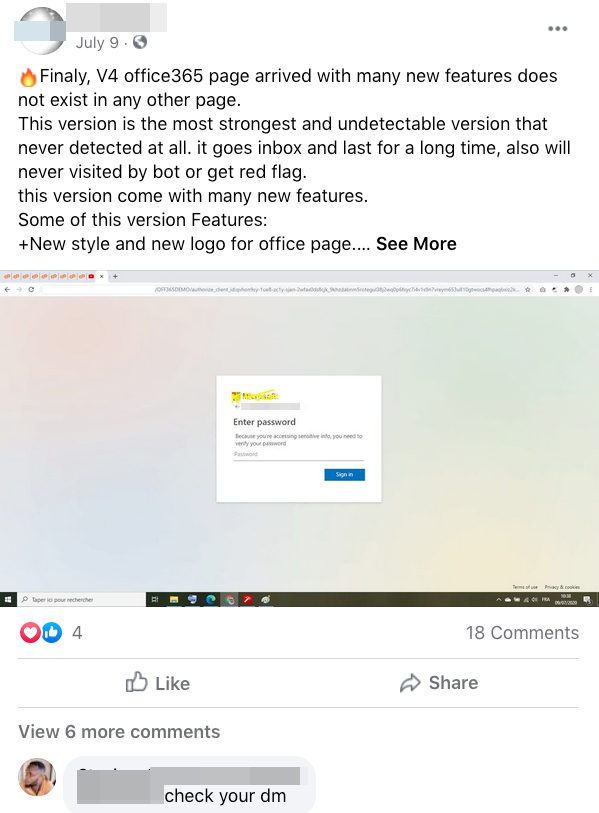 July 9 ·
🔥Finaly, V4 office365 page arrived with many new features does
not exist in any other page.
This version is the most strongest and undetectable version that
never detected at all. it goes inbox and last for a long time, also will
never visited by bot or get red flag.
this version come with many new features.
Some of this version Features:
+New style and new logo for office page.... See More
Enter password
Because you're accessing sensitive info, you need to
verify your password
Password
Sign in
Terms of use Privacy & cookies
Taper ici pour rechercher
FRA
10:38
09/07/2020
4
18 Comments
Like
Share
View 6 more comments
check your dm